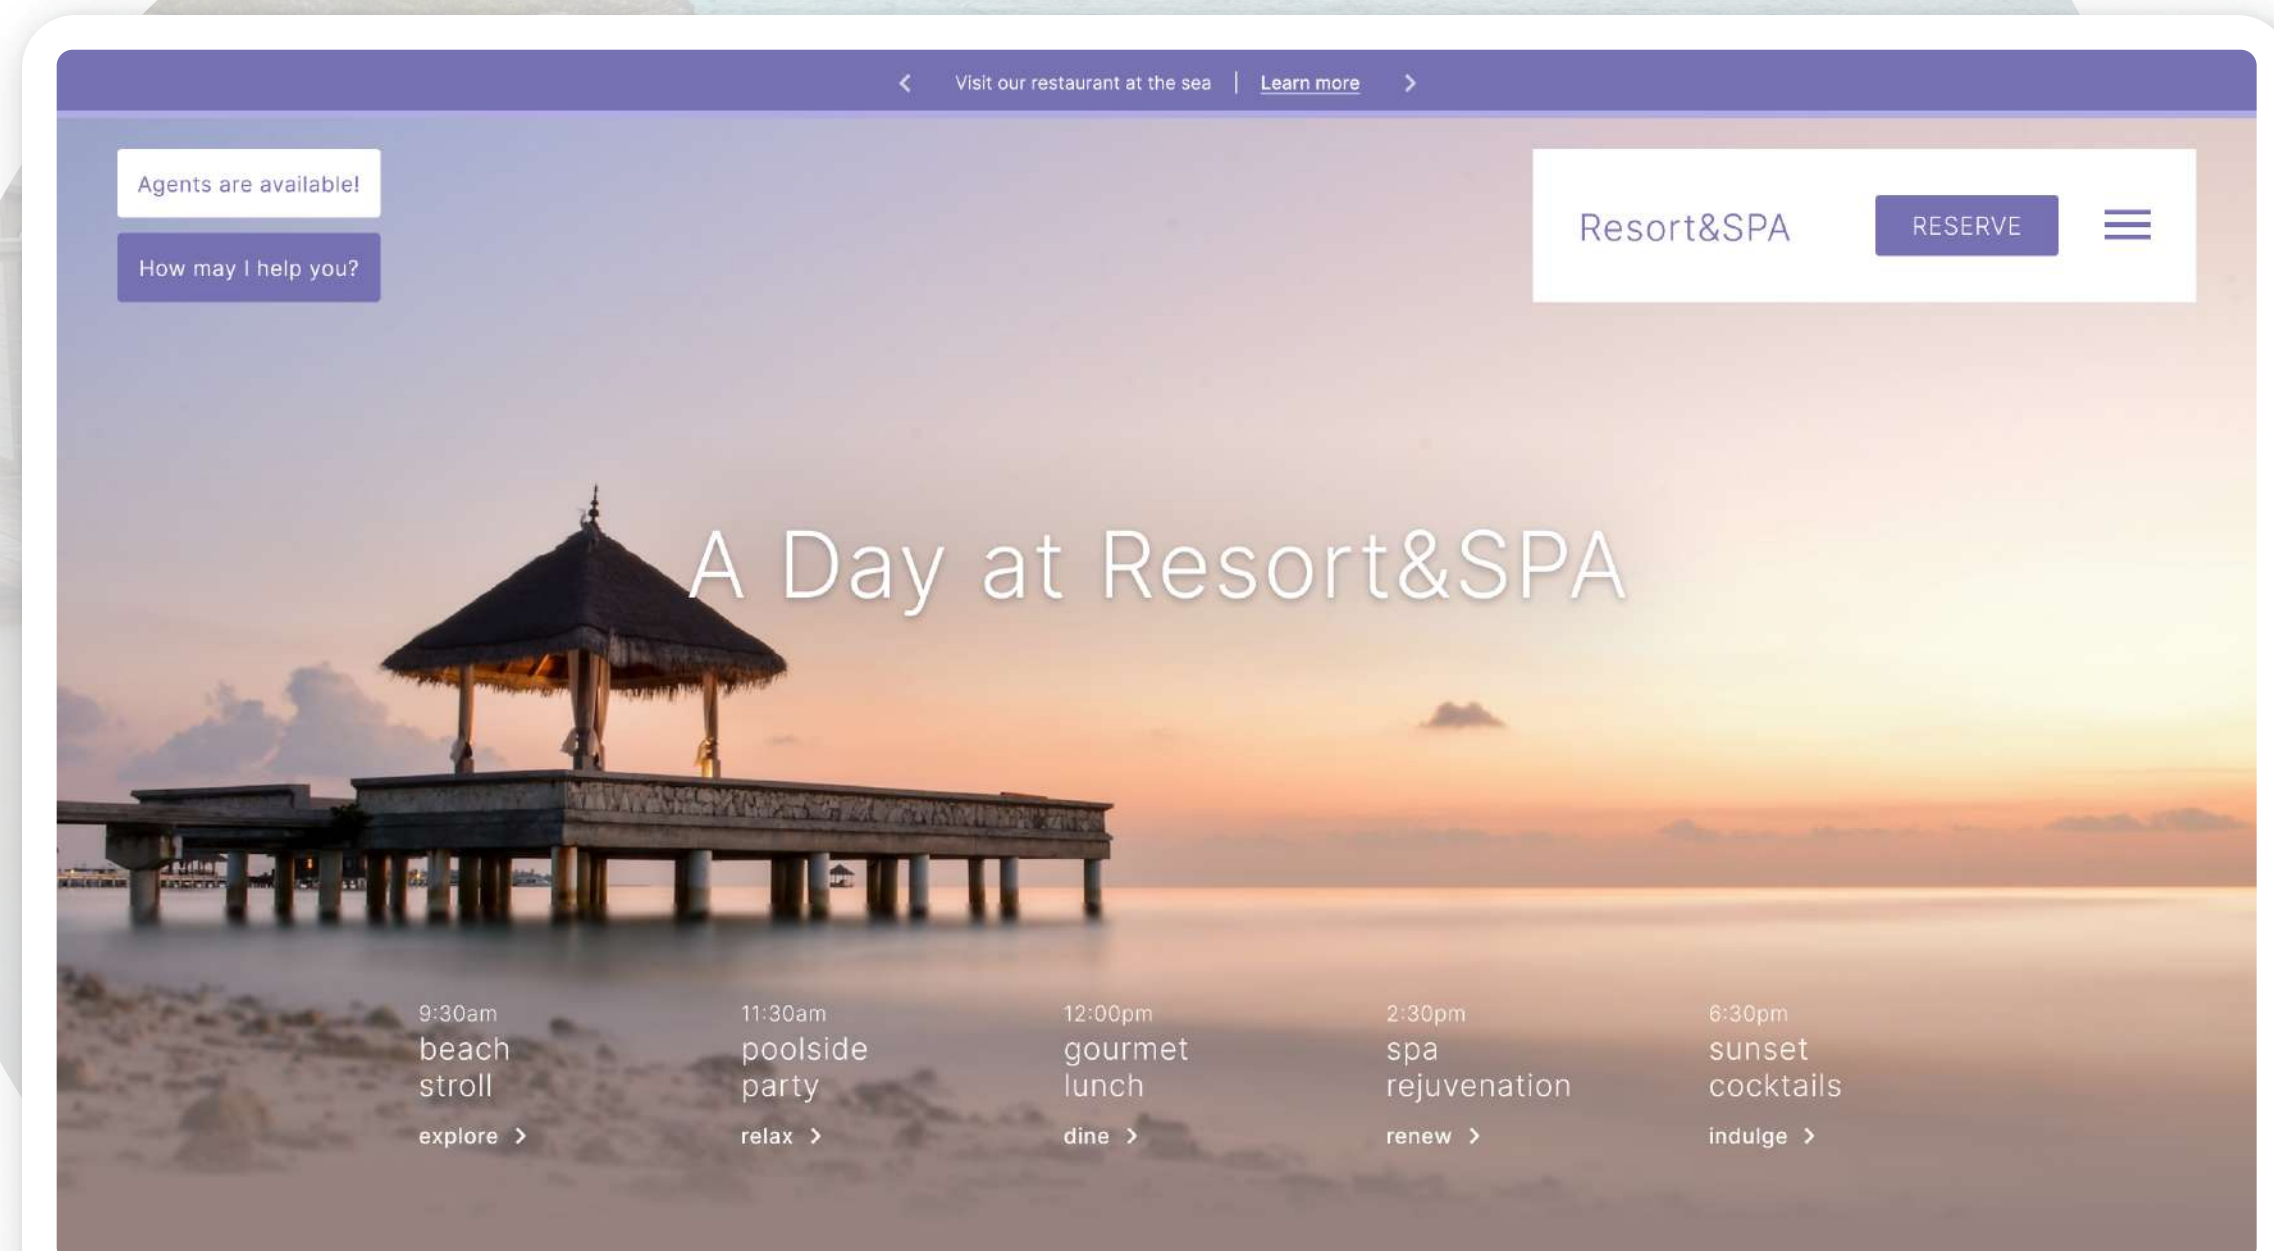 Visit our restaurant at the sea | Learn more
Agents are available!
How may I help you?
Resort&SPA
RESERVE
A Day at Resort&SPA
9:30am
beach
stroll
explore
11:30am
poolside
party
relax
12:00pm
gourmet
lunch
dine
2:30pm
spa
rejuvenation
renew
6:30pm
sunset
cocktails
indulge